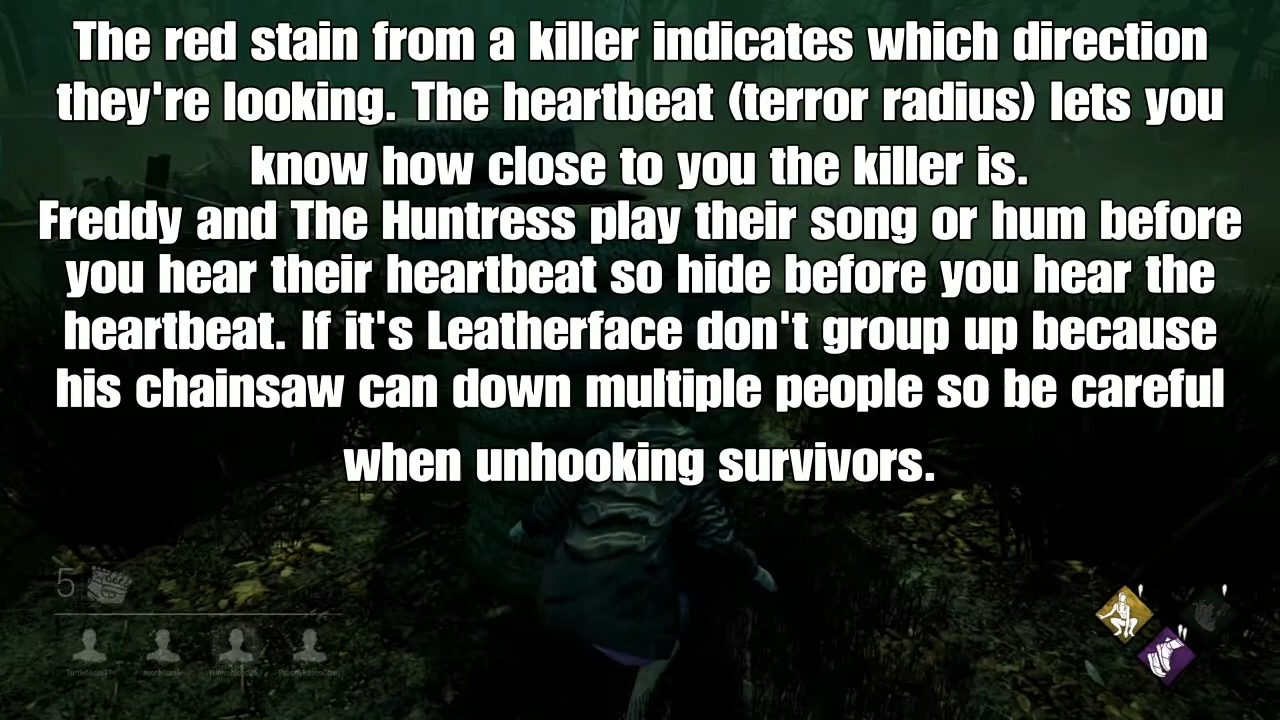 The red stain from a killer indicates which direction
they're looking. The heartbeat (terror radius) lets you
know how close to you the killer is.
Freddy and The Huntress play their song or hum before
you hear their heartbeat so hide before you hear the
heartbeat. If it's Leatherface don't group up because
his chainsaw can down multiple people so be careful
when unhooking survivors.
5